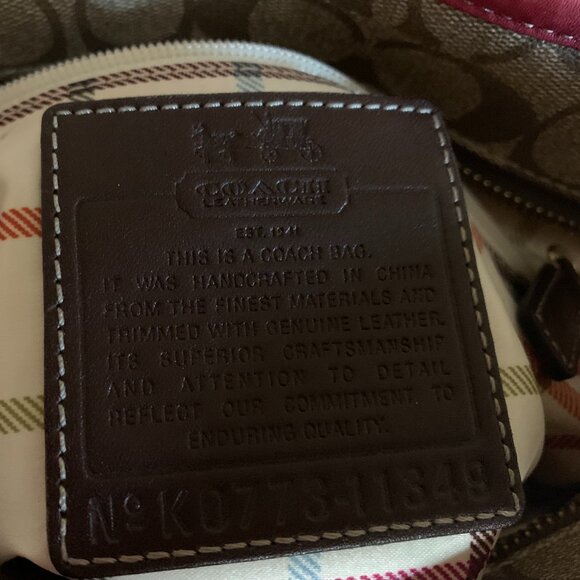 COACH
LEATHERWARE
EST. 1941
THIS IS A COACH BAG.
IT WAS HANDCRAFTED IN CHINA
FROM THE FINEST MATERIALS AND
TRIMMED WITH GENUINE LEATHER.
ITS SUPERIOR CRAFTSMANSHIP
AND ATTENTION TO DETAIL
REFLECT OUR COMMITMENT TO
ENDURING QUALITY.
Nº K0773-11349